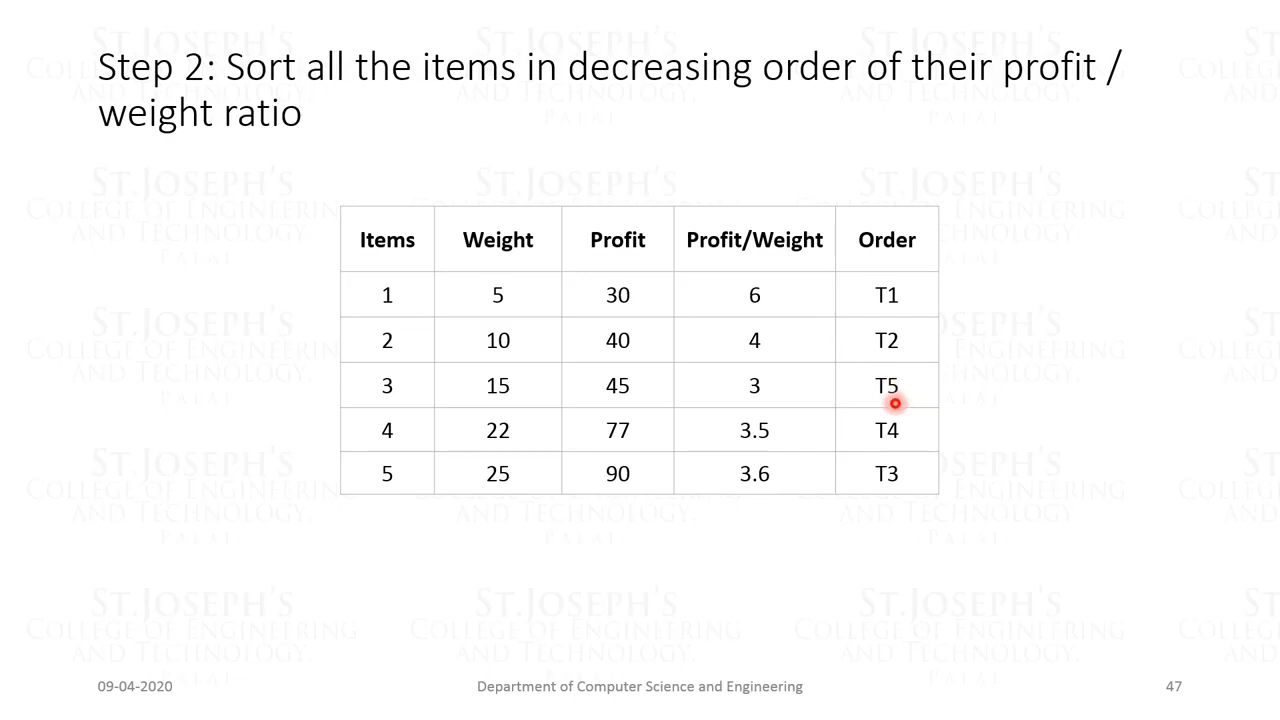 Step 2: Sort all the items in decreasing order of their profit /
weight ratio
Items Weight Profit Profit/Weight Order
1 5 30 6 T1
2 10 40 4 T2
3 15 45 3 T5
4 22 77 3.5 T4
5 25 90 3.6 T3
St.Joseph's
College of Engineering
and Technology,
Palai
09-04-2020 Department of Computer Science and Engineering 47